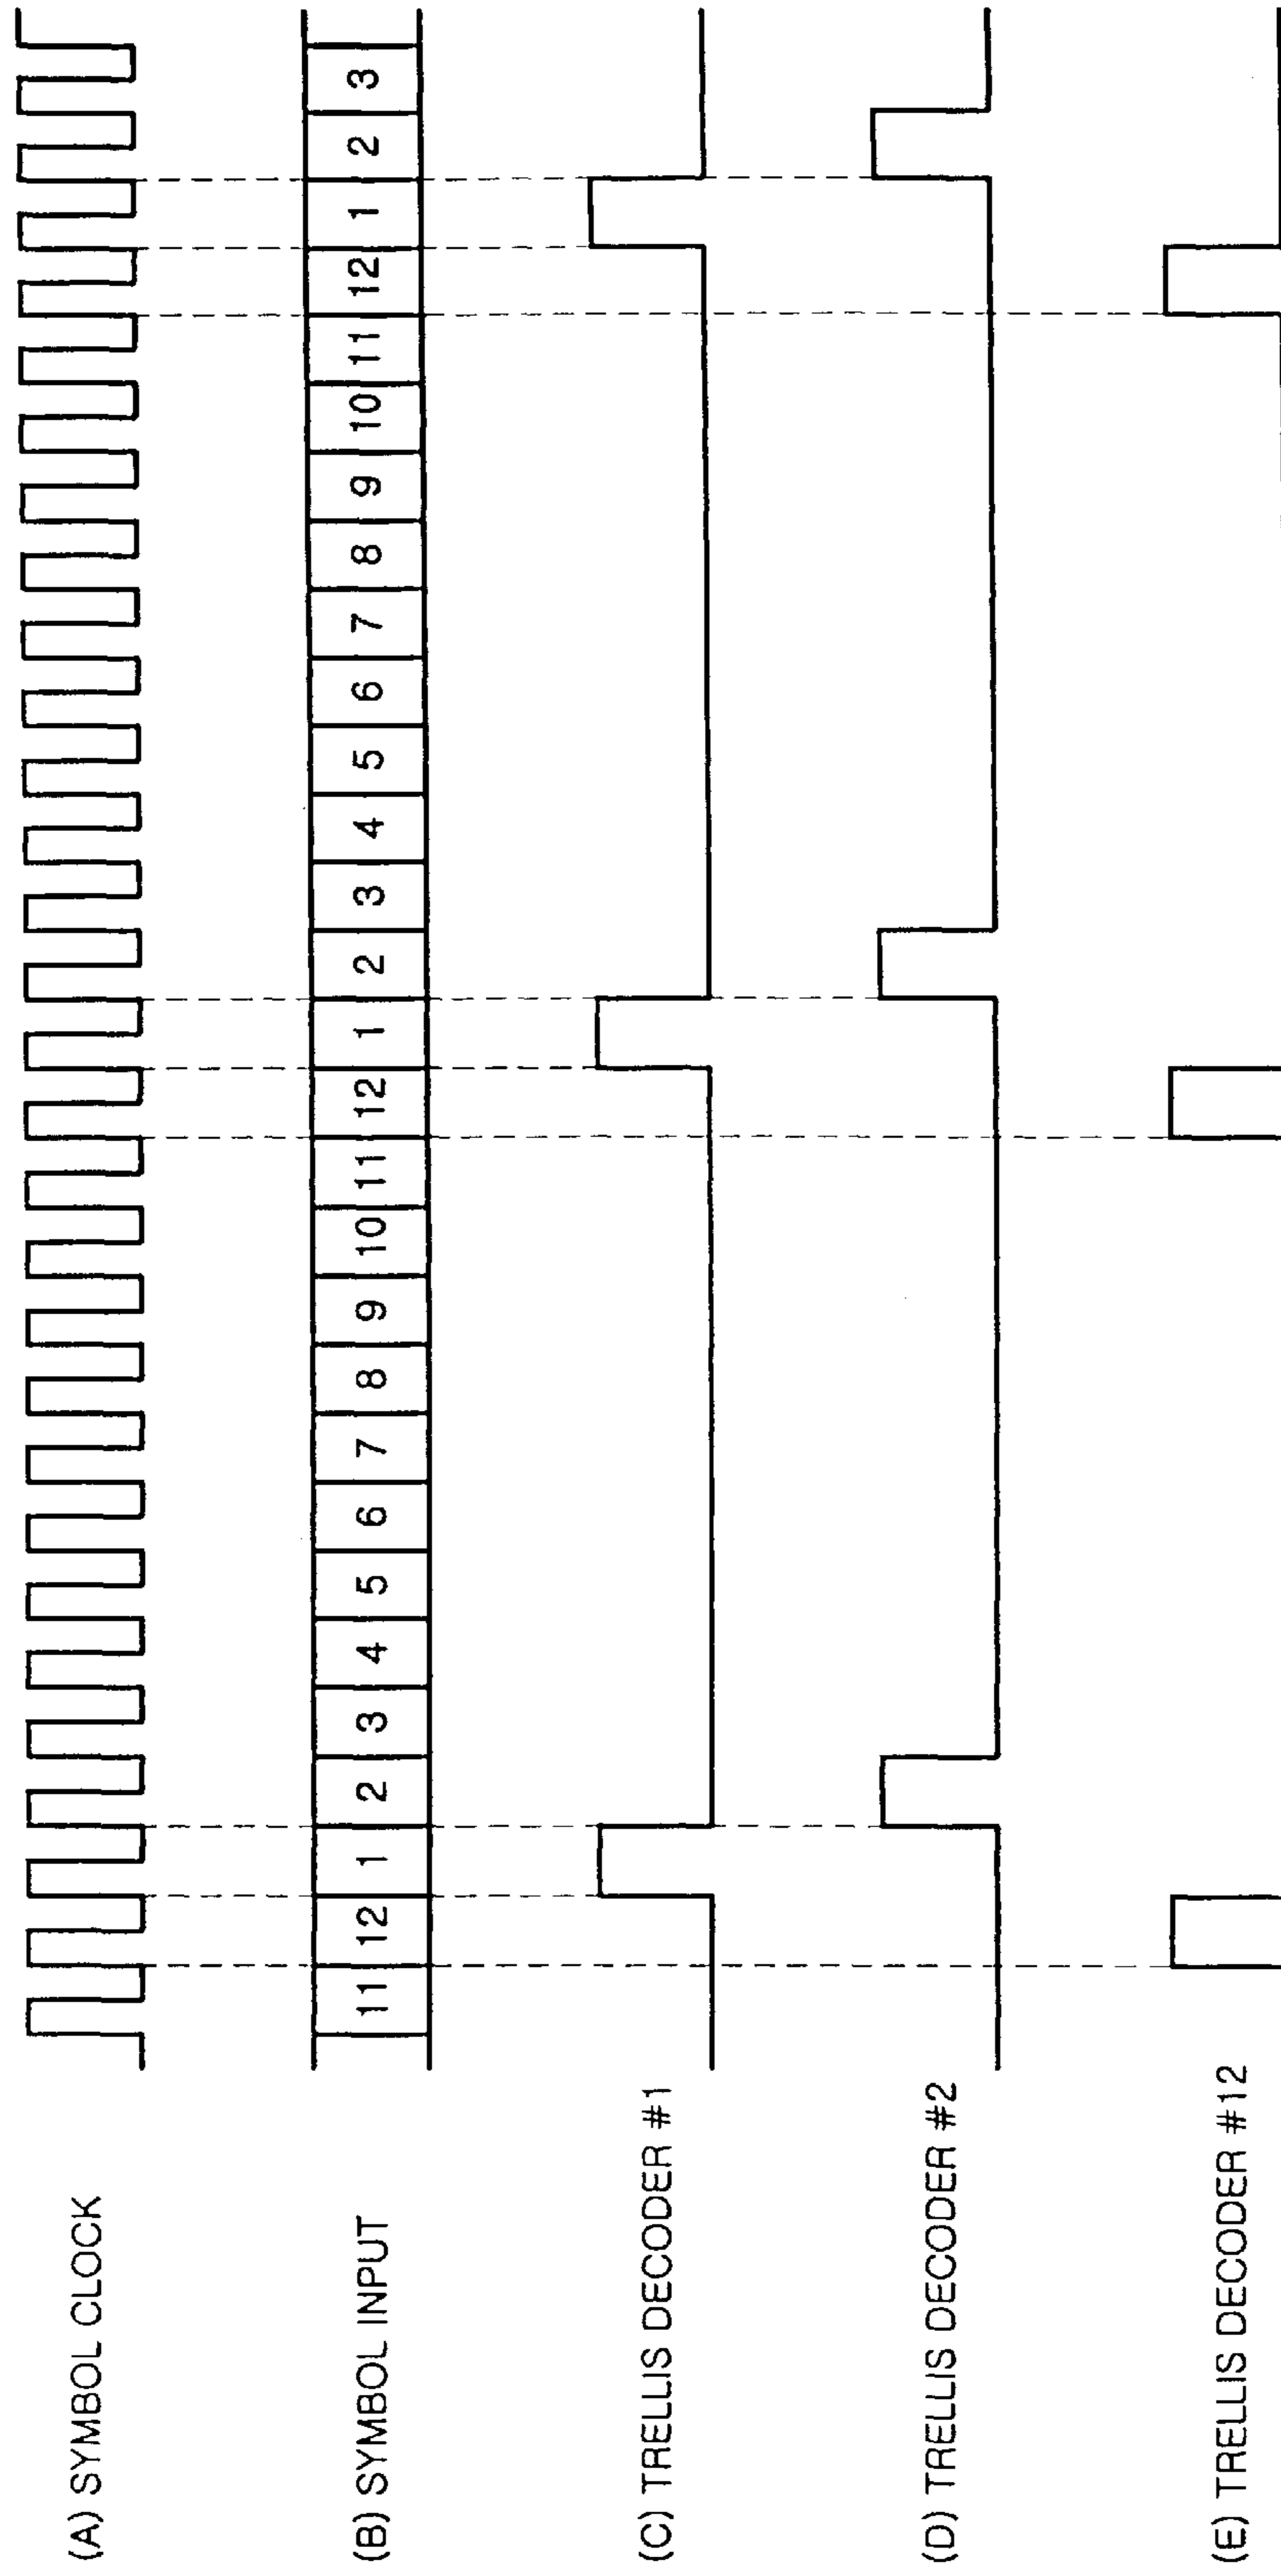 (A) SYMBOL CLOCK
(B) SYMBOL INPUT
11 12 1 2 3 4 5 6 7 8 9 10 11 12 1 2 3 4 5 6 7 8 9 10 11 12 1 2 3
(C) TRELLIS DECODER #1
(D) TRELLIS DECODER #2
(E) TRELLIS DECODER #12